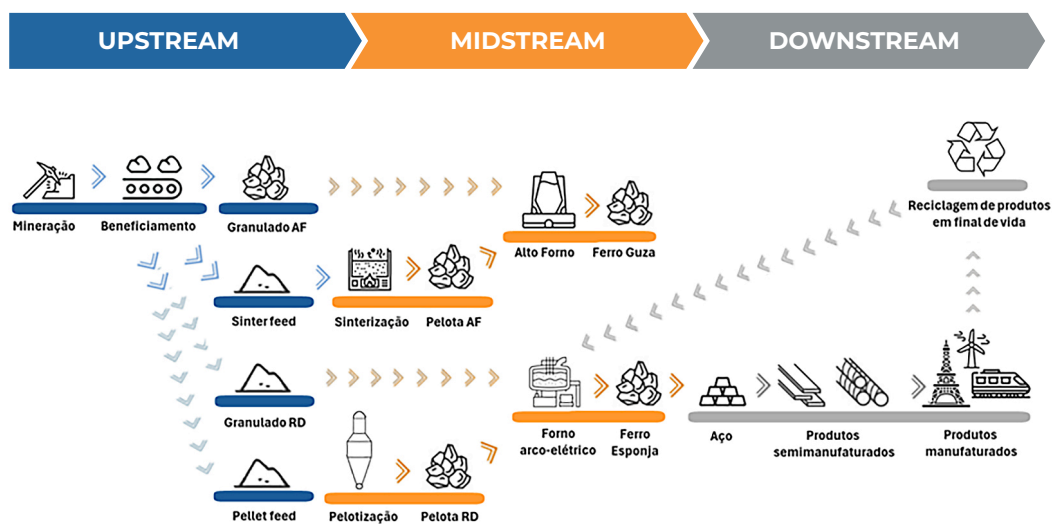 UPSTREAM
MIDSTREAM
DOWNSTREAM
Mineração
Beneficiamento
Granulado AF
Alto Forno
Ferro Guza
Reciclagem de produtos
em final de vida
Sinter feed
Sinterização
Pelota AF
Granulado RD
Forno
arco-elétrico
Ferro
Esponja
Aço
Produtos
semimanufaturados
Produtos
manufaturados
Pellet feed
Pelotização
Pelota RD